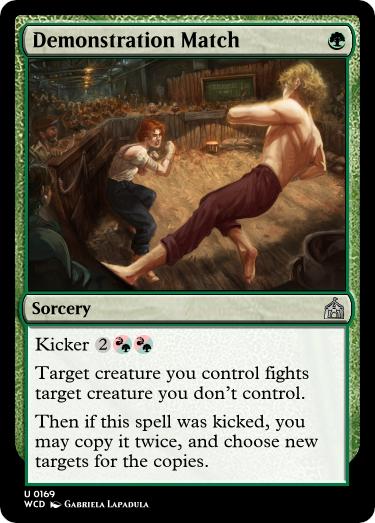 Demonstration Match
Sorcery
Kicker 2
Target creature you control fights
target creature you don't control.
Then if this spell was kicked, you
may copy it twice, and choose new
targets for the copies.
U 0169
WCD Gabriela Lapadula